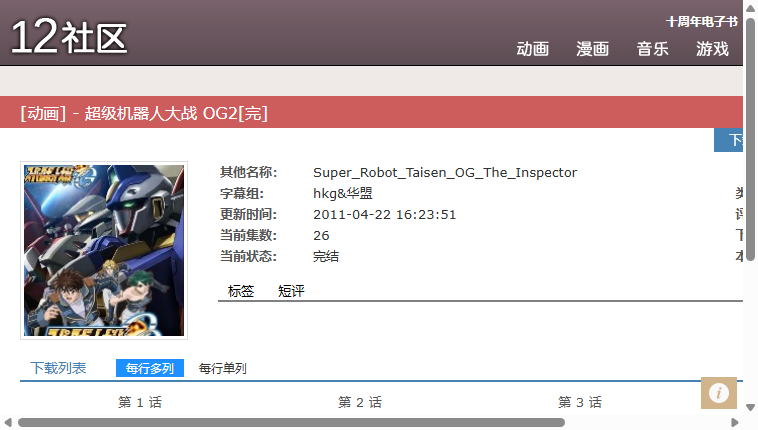 12社区
十周年电子书
动画 漫画 音乐 游戏
[动画] - 超级机器人大战 OG2[完]
其他名称: Super_Robot_Taisen_OG_The_Inspector
字幕组: hkg&华盟
更新时间: 2011-04-22 16:23:51
当前集数: 26
当前状态: 完结
标签 短评
下载列表 每行多列 每行单列
第 1 话 第 2 话 第 3 话